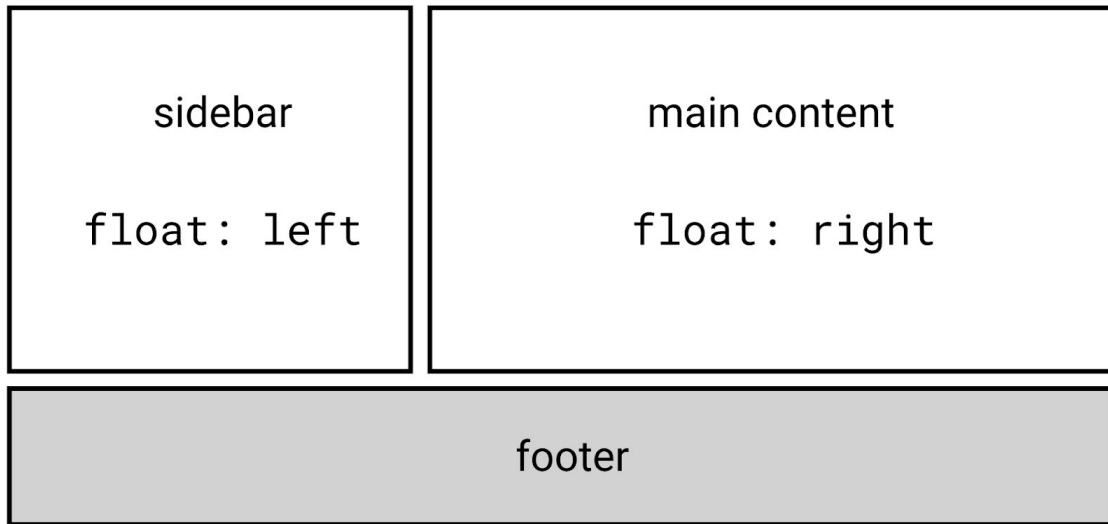 sidebar
float: left
main content
float: right
footer